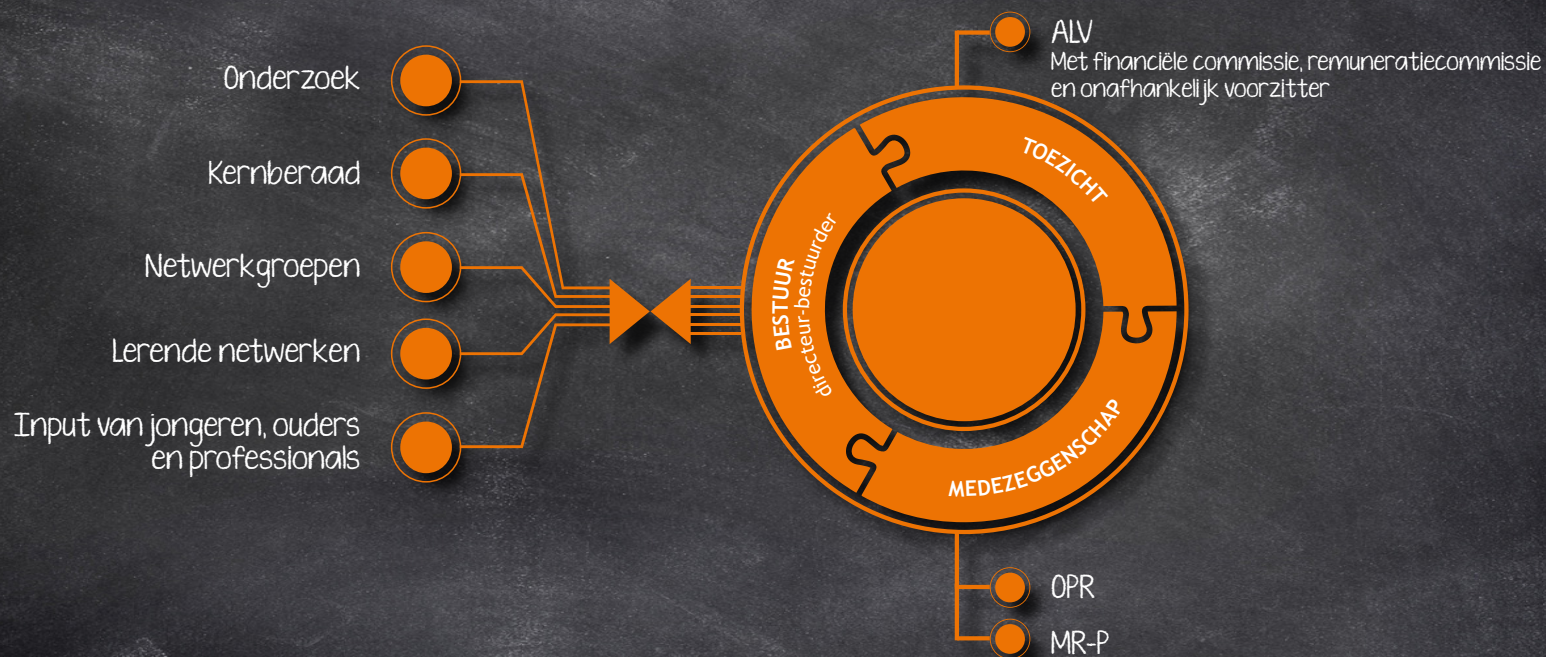 Onderzoek
Kernberaad
Netwerkgroepen
Lerende netwerken
Input van jongeren, ouders
en professionals
BESTUUR
directeur-bestuurder
TOEZICHT
MEDEZEGGENSCHAP
ALV
Met financiële commissie, remuneratiecommissie
en onafhankelijk voorzitter
OPR
MR-P